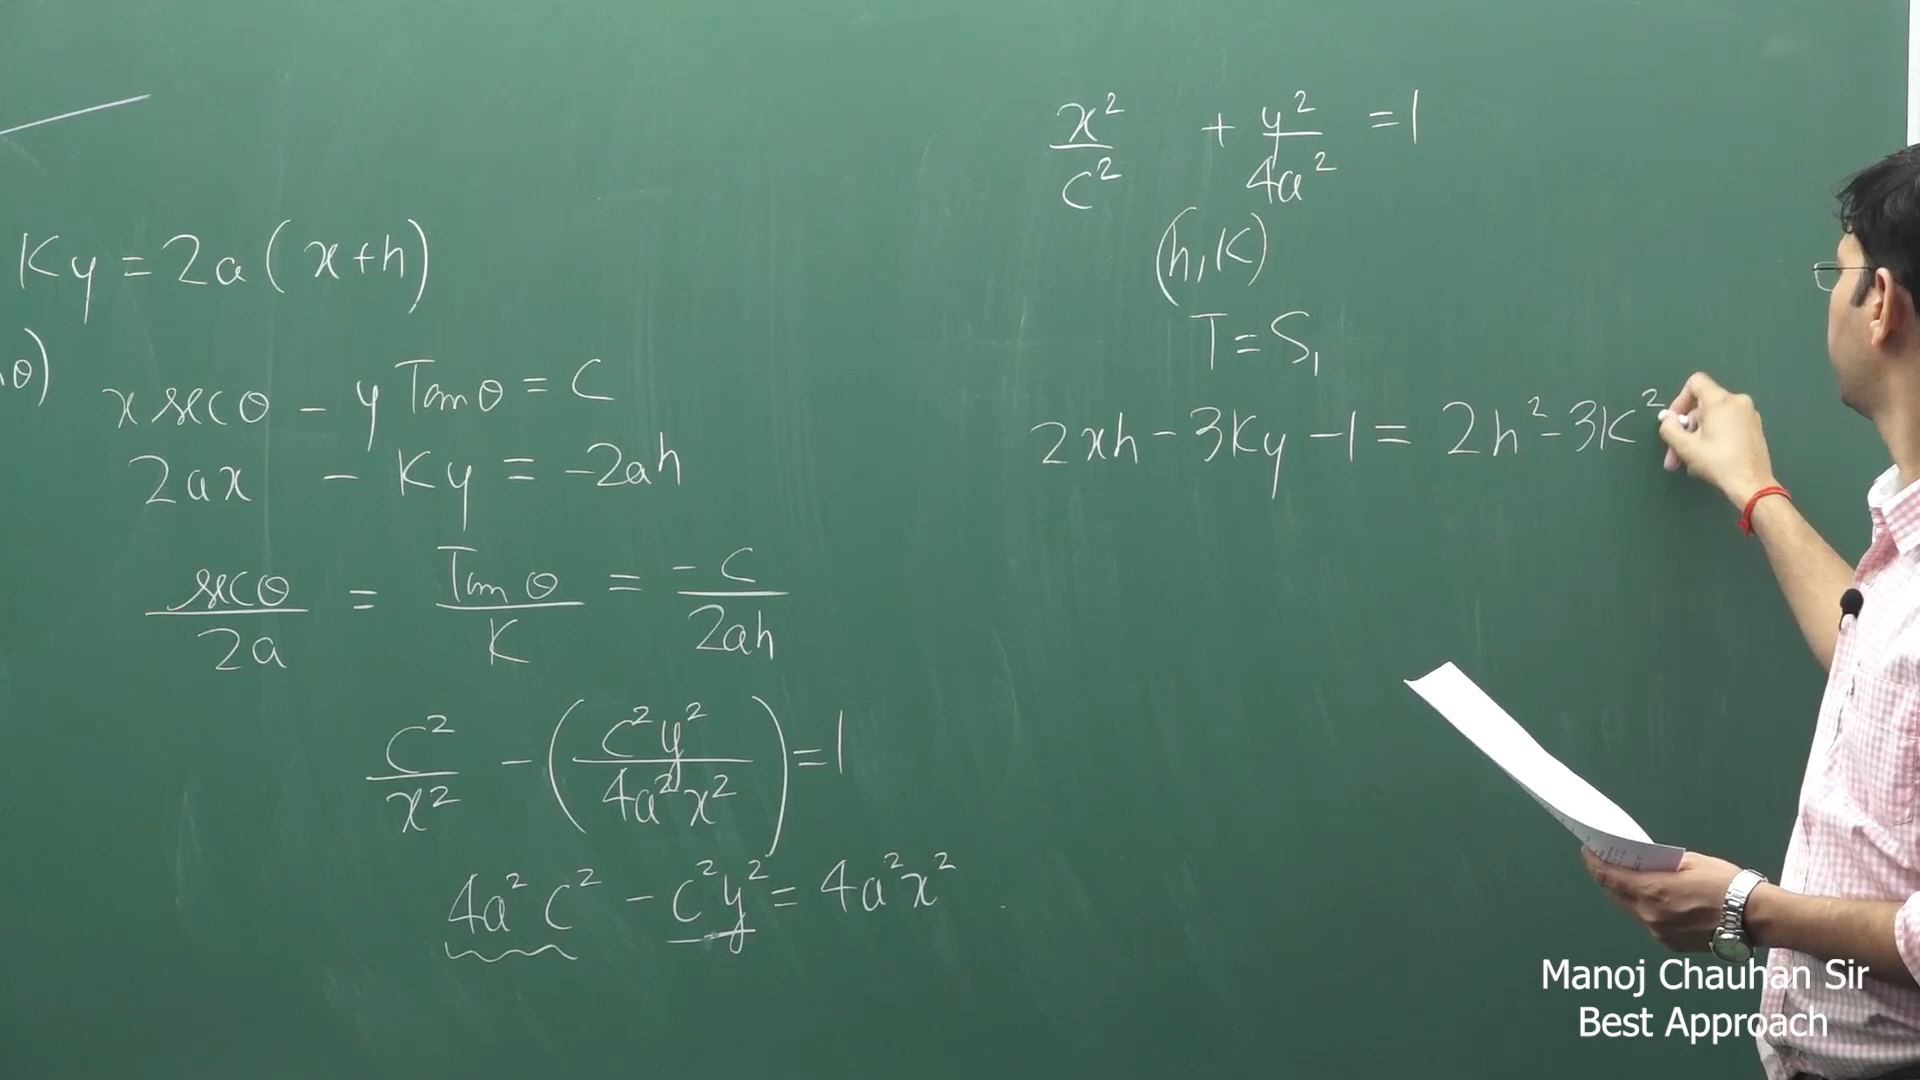 Ky = 2a(x+h)
θ)
x secθ - y Tanθ = C
2ax - Ky = -2ah
secθ/2a = Tanθ/K = -C/2ah
C²/x² - (C²y²/4a²x²) = 1
4a²C² - C²y² = 4a²x²
x²/C² + y²/4a² = 1
(h,K)
T = S₁
2xh - 3Ky - 1 = 2h² - 3K²
Manoj Chauhan Sir
Best Approach